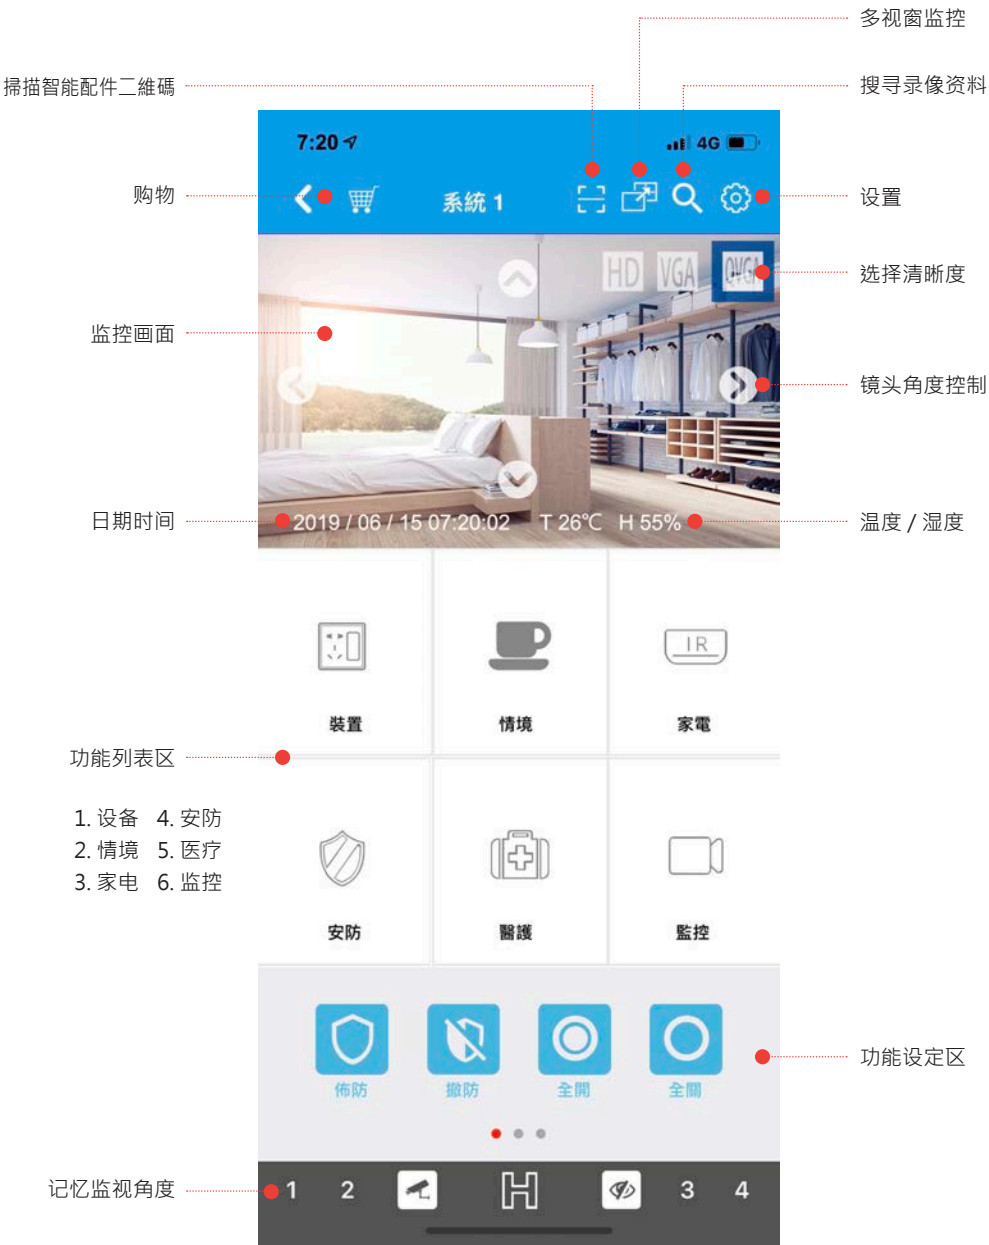 多视窗监控
掃描智能配件二維碼
搜寻录像资料
7:20
4G
购物
系統 1
设置
HD VGA QVGA
选择清晰度
监控画面
镜头角度控制
日期时间
2019 / 06 / 15 07:20:02 T 26℃ H 55%
温度 / 湿度
IR
裝置 情境 家電
功能列表区
1. 设备 4. 安防
2. 情境 5. 医疗
3. 家电 6. 监控
安防 醫護 監控
佈防 撤防 全開 全關
功能设定区
记忆监视角度
1 2 H 3 4